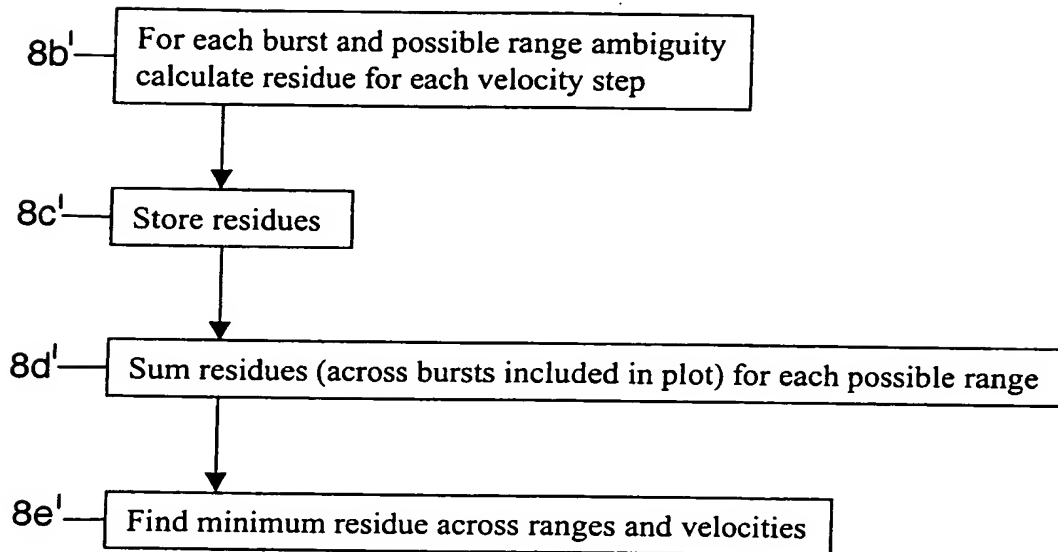 8b' For each burst and possible range ambiguity
calculate residue for each velocity step
8c' Store residues
8d' Sum residues (across bursts included in plot) for each possible range
8e' Find minimum residue across ranges and velocities